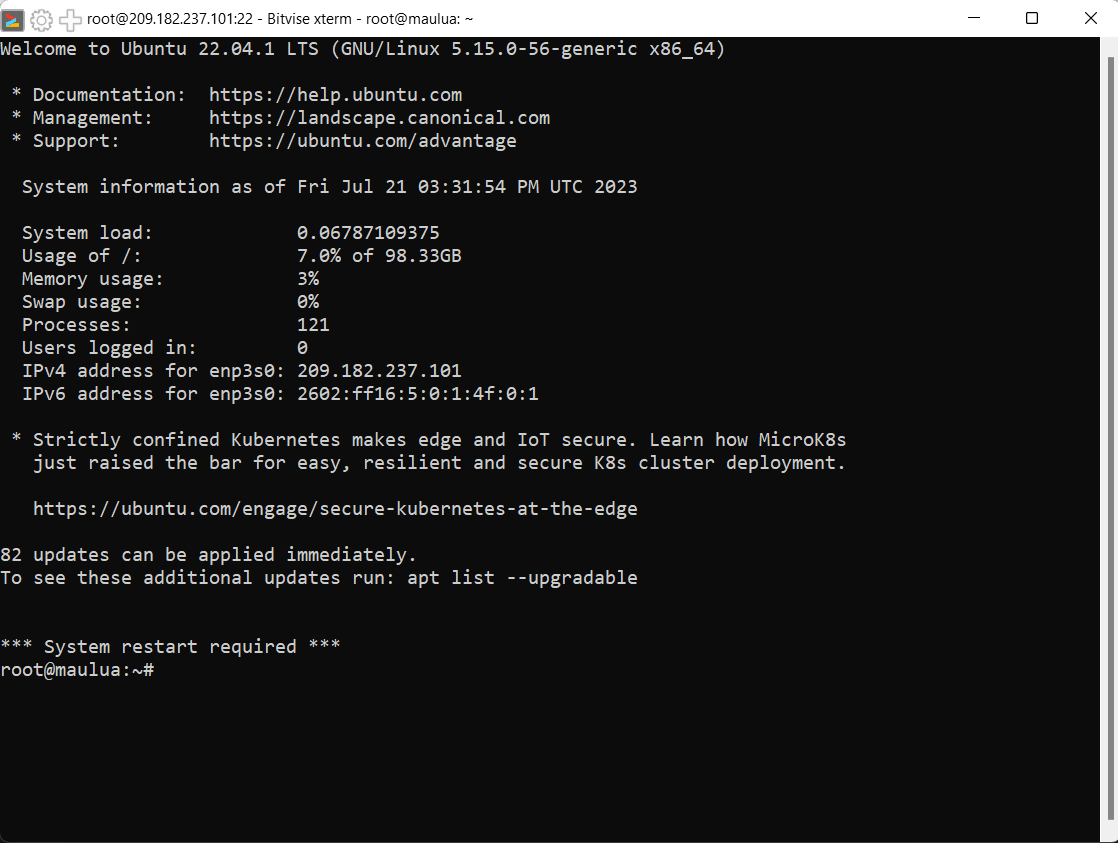 root@209.182.237.101:22 - Bitvise xterm - root@maulua: ~
Welcome to Ubuntu 22.04.1 LTS (GNU/Linux 5.15.0-56-generic x86_64)
* Documentation:  https://help.ubuntu.com
* Management:     https://landscape.canonical.com
* Support:        https://ubuntu.com/advantage
System information as of Fri Jul 21 03:31:54 PM UTC 2023
System load:             0.06787109375
Usage of /:              7.0% of 98.33GB
Memory usage:            3%
Swap usage:              0%
Processes:               121
Users logged in:         0
IPv4 address for enp3s0: 209.182.237.101
IPv6 address for enp3s0: 2602:ff16:5:0:1:4f:0:1
* Strictly confined Kubernetes makes edge and IoT secure. Learn how MicroK8s
just raised the bar for easy, resilient and secure K8s cluster deployment.
https://ubuntu.com/engage/secure-kubernetes-at-the-edge
82 updates can be applied immediately.
To see these additional updates run: apt list --upgradable
*** System restart required ***
root@maulua:~#